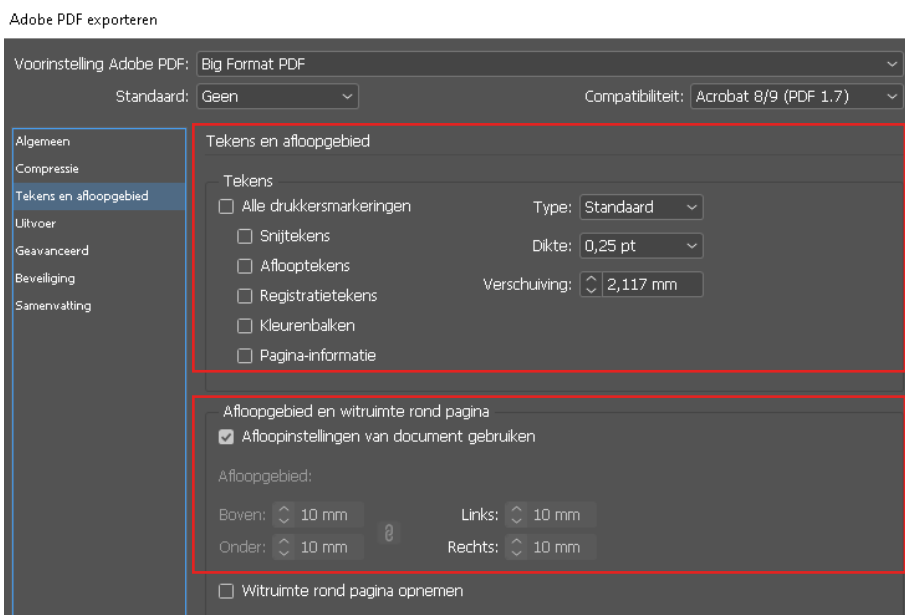 Adobe PDF exporteren
Voorinstelling Adobe PDF: Big Format PDF
Standaard: Geen Compatibiliteit: Acrobat 8/9 (PDF 1.7)
Algemeen
Compressie
Tekens en afloopgebied
Uitvoer
Geavanceerd
Beveiliging
Samenvatting
Tekens en afloopgebied
Tekens
Alle drukkersmarkeringen Type: Standaard
Snijtekens
Dikte: 0,25 pt
Aflooptekens
Verschuiving: 2,117 mm
Registratietekens
Kleurenbalken
Pagina-informatie
Afloopgebied en witruimte rond pagina
Afloopinstellingen van document gebruiken
Afloopgebied:
Boven: 10 mm Links: 10 mm
Onder: 10 mm Rechts: 10 mm
Witruimte rond pagina opnemen